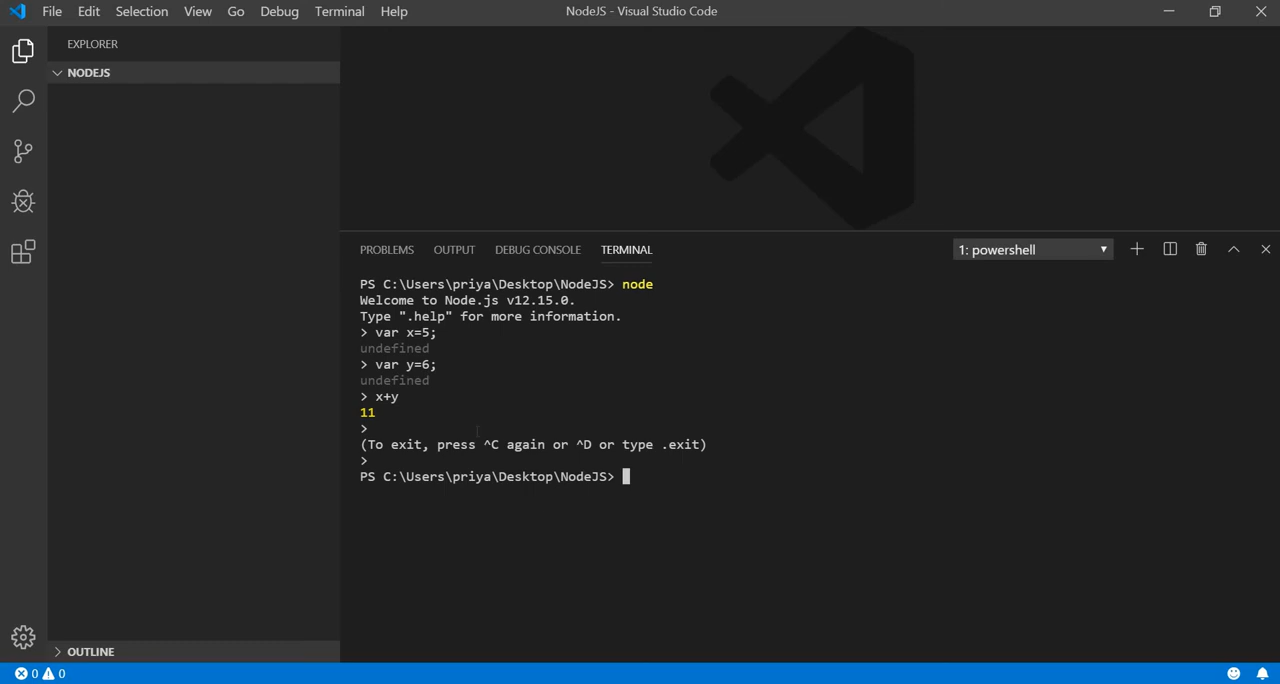 File Edit Selection View Go Debug Terminal Help
NodeJS - Visual Studio Code
EXPLORER
NODEJS
PROBLEMS OUTPUT DEBUG CONSOLE TERMINAL
1: powershell
PS C:\Users\priya\Desktop\NodeJS> node
Welcome to Node.js v12.15.0.
Type ".help" for more information.
> var x=5;
undefined
> var y=6;
undefined
> x+y
11
>
(To exit, press ^C again or ^D or type .exit)
>
PS C:\Users\priya\Desktop\NodeJS>
OUTLINE
0 0